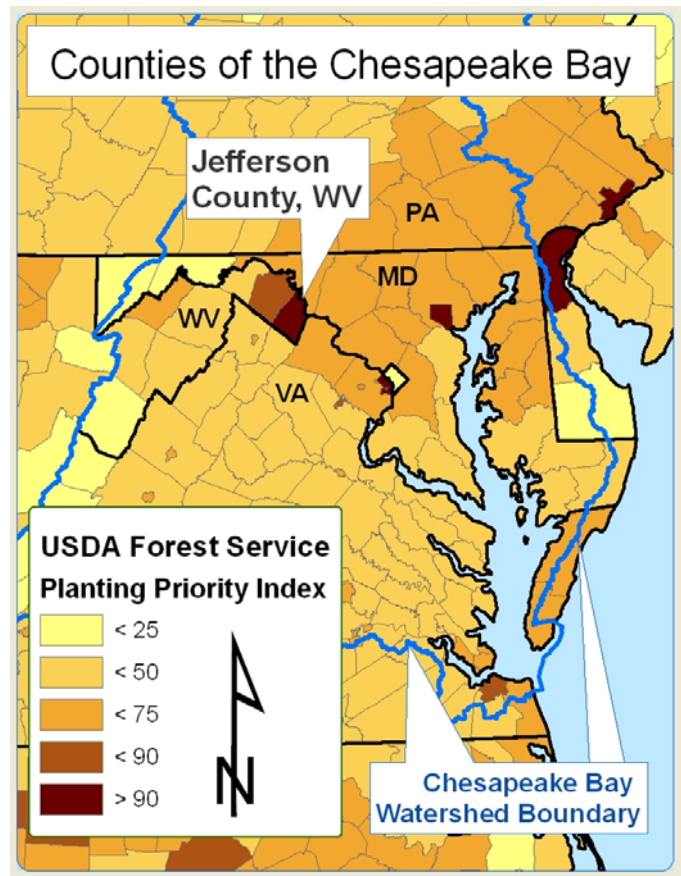 Counties of the Chesapeake Bay
Jefferson
County, WV
PA
MD
WV
VA
USDA Forest Service
Planting Priority Index
< 25
< 50
< 75
< 90
> 90
N
Chesapeake Bay
Watershed Boundary